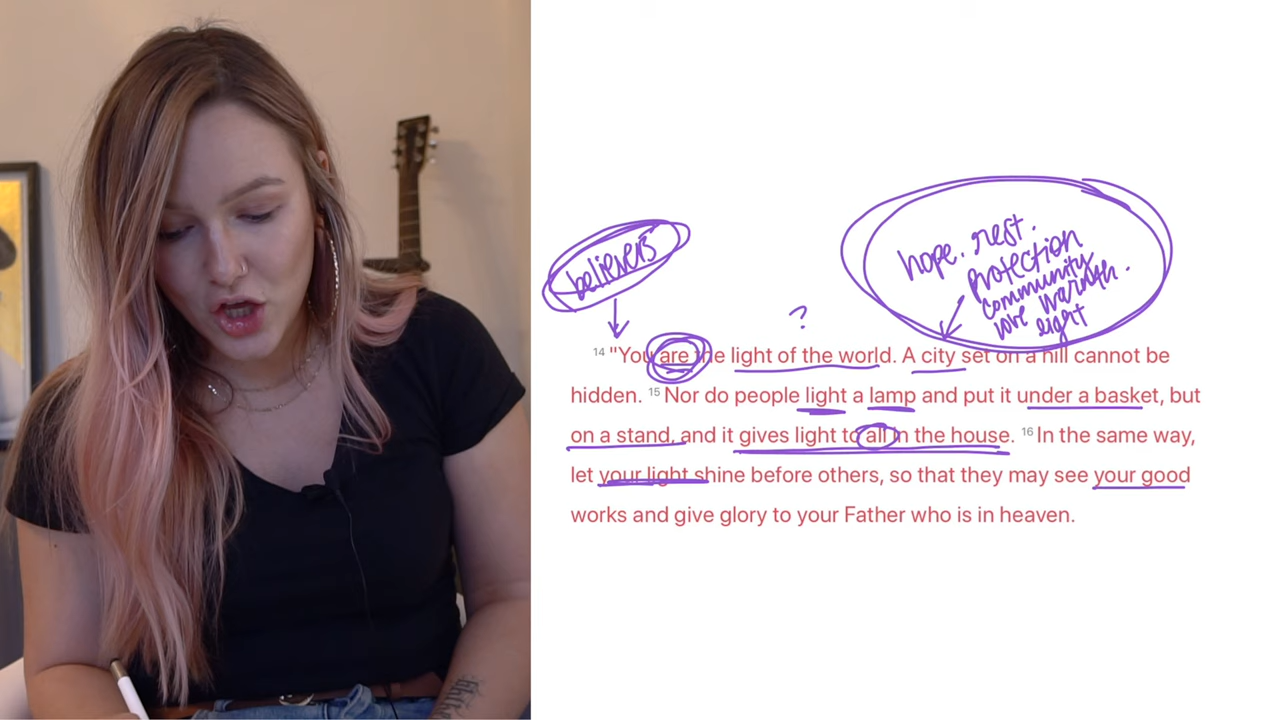 believers
hope. rest.
protection
community
love warmth.
light
?
14 "You are the light of the world. A city set on a hill cannot be
hidden. 15 Nor do people light a lamp and put it under a basket, but
on a stand, and it gives light to all in the house. 16 In the same way,
let your light shine before others, so that they may see your good
works and give glory to your Father who is in heaven.